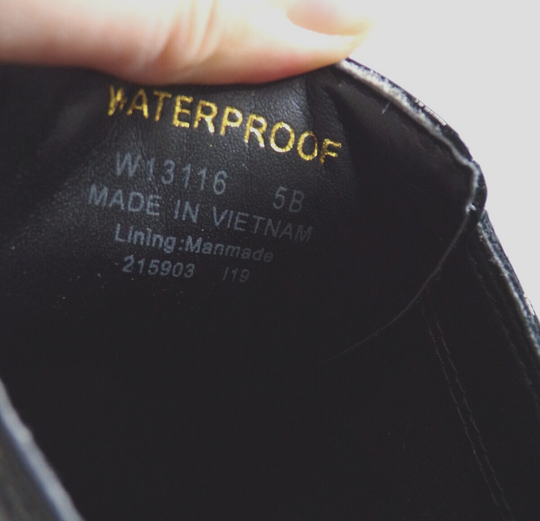 WATERPROOF
W13116 5B
MADE IN VIETNAM
Lining:Manmade
215903 I19